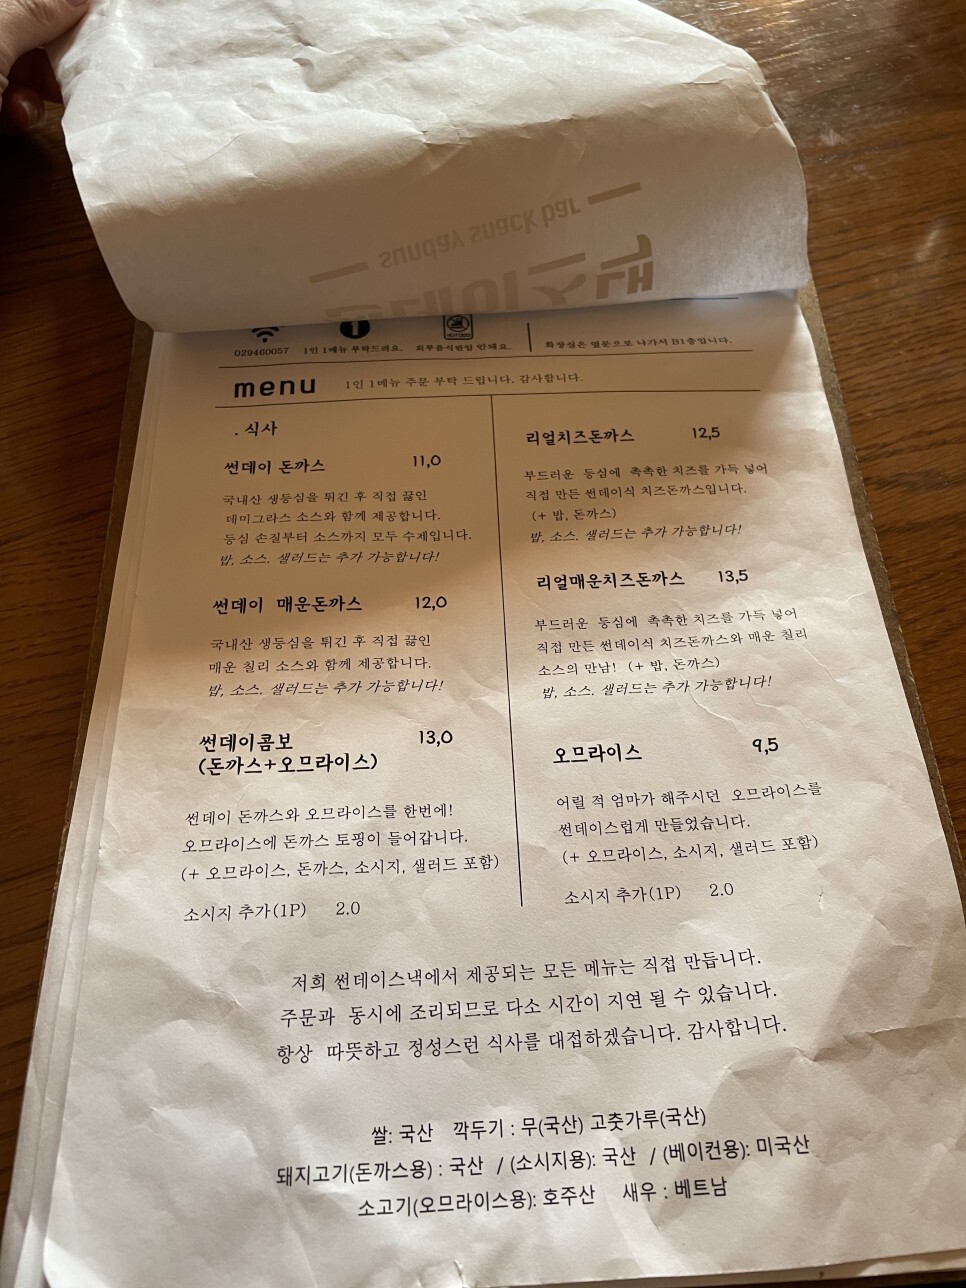 sunday snack bar
썬데이스낵
029460057
1인 1메뉴 부탁드려요.
외부음식반입 안돼요.
화장실은 옆문으로 나가서 B1층입니다.
menu
1인 1메뉴 주문 부탁 드립니다. 감사합니다.
. 식사
썬데이 돈까스 11,0
국내산 생등심을 튀긴 후 직접 끓인
데미그라스 소스와 함께 제공합니다.
등심 손질부터 소스까지 모두 수제입니다.
밥, 소스. 샐러드는 추가 가능합니다!
썬데이 매운돈까스 12,0
국내산 생등심을 튀긴 후 직접 끓인
매운 칠리 소스와 함께 제공합니다.
밥, 소스. 샐러드는 추가 가능합니다!
썬데이콤보 13,0
(돈까스+오므라이스)
썬데이 돈까스와 오므라이스를 한번에!
오므라이스에 돈까스 토핑이 들어갑니다.
(+ 오므라이스, 돈까스, 소시지, 샐러드 포함)
소시지 추가(1P) 2.0
리얼치즈돈까스 12,5
부드러운 등심에 촉촉한 치즈를 가득 넣어
직접 만든 썬데이식 치즈돈까스입니다.
(+ 밥, 돈까스)
밥, 소스. 샐러드는 추가 가능합니다!
리얼매운치즈돈까스 13,5
부드러운 등심에 촉촉한 치즈를 가득 넣어
직접 만든 썬데이식 치즈돈까스와 매운 칠리
소스의 만남! (+ 밥, 돈까스)
밥, 소스. 샐러드는 추가 가능합니다!
오므라이스 9,5
어릴 적 엄마가 해주시던 오므라이스를
썬데이스럽게 만들었습니다.
(+ 오므라이스, 소시지, 샐러드 포함)
소시지 추가(1P) 2.0
저희 썬데이스낵에서 제공되는 모든 메뉴는 직접 만듭니다.
주문과 동시에 조리되므로 다소 시간이 지연 될 수 있습니다.
항상 따뜻하고 정성스런 식사를 대접하겠습니다. 감사합니다.
쌀: 국산 깍두기 : 무(국산) 고춧가루(국산)
돼지고기(돈까스용) : 국산 / (소시지용): 국산 / (베이컨용): 미국산
소고기(오므라이스용): 호주산 새우 : 베트남